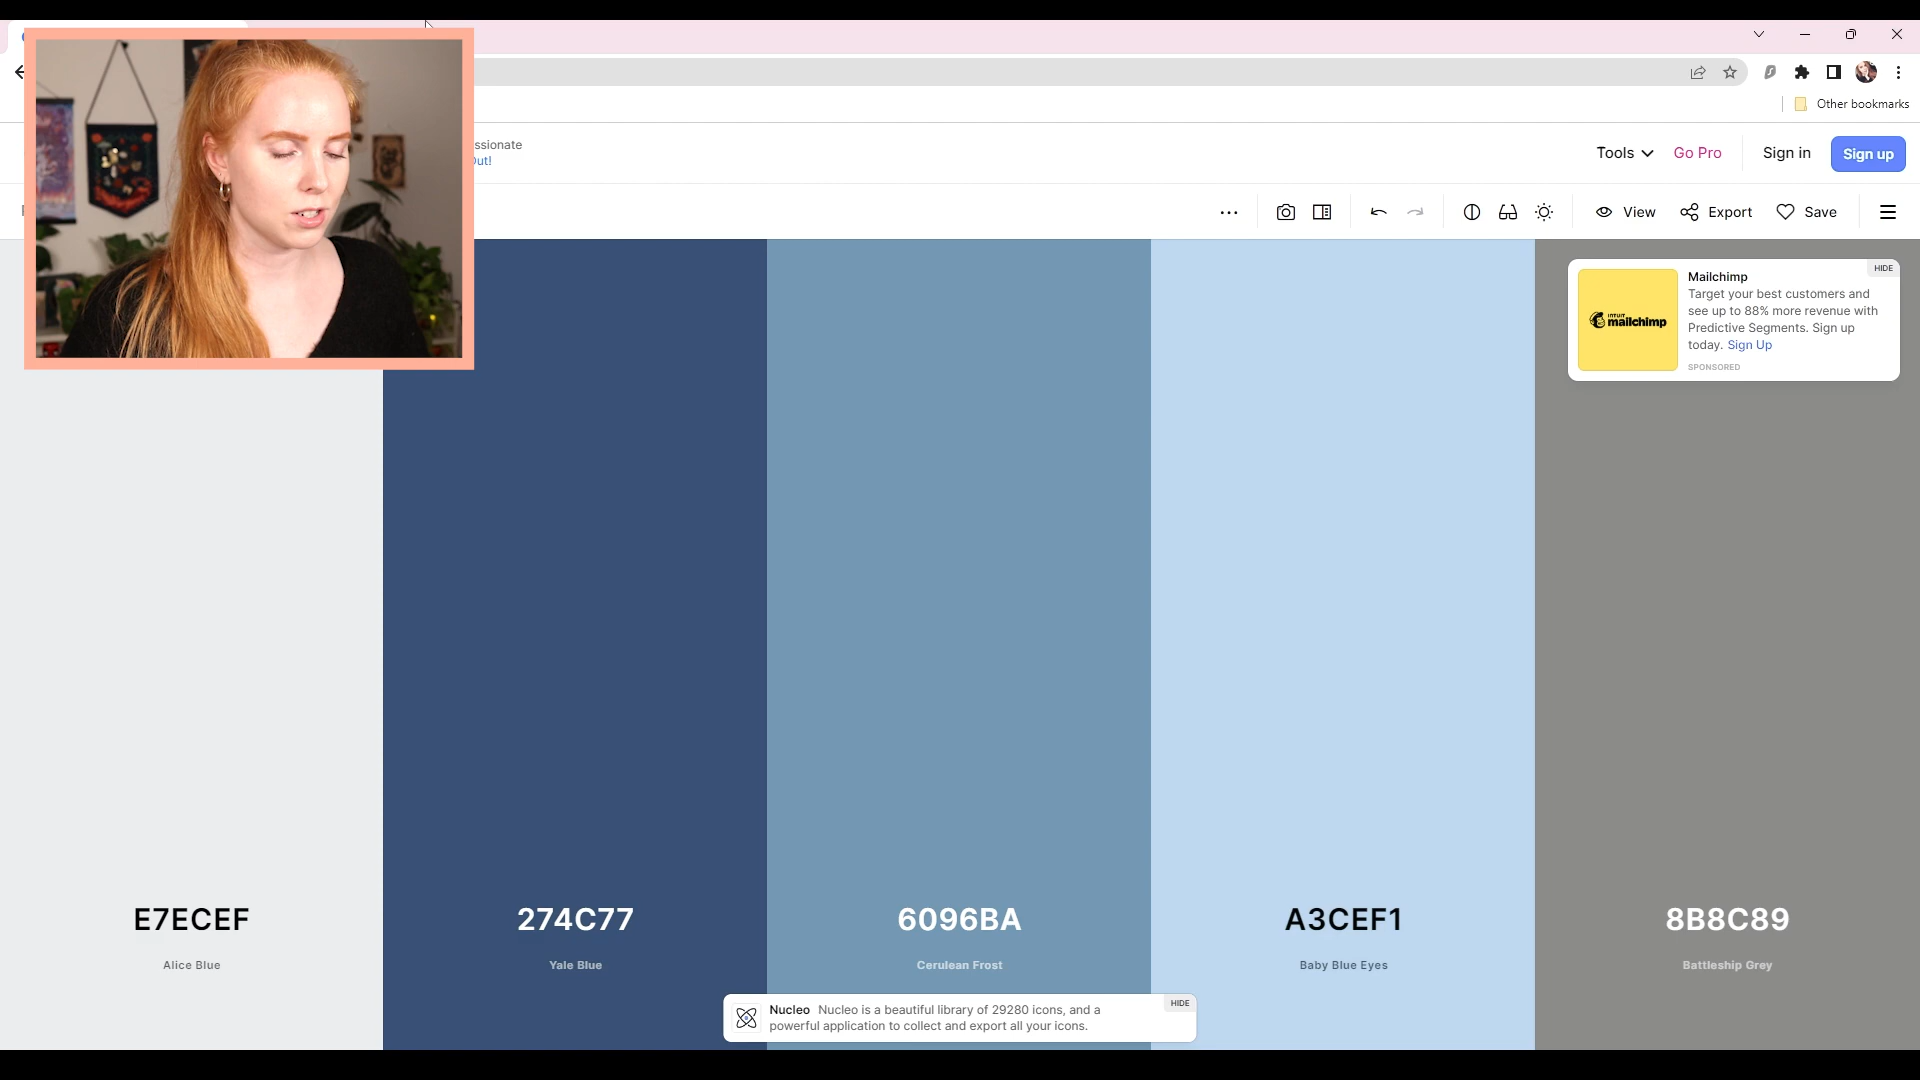 Other bookmarks
ssionate
Out!
Tools
Go Pro
Sign in
Sign up
View
Export
Save
HIDE
Mailchimp
Target your best customers and
see up to 88% more revenue with
Predictive Segments. Sign up
today. Sign Up
SPONSORED
INTUIT
mailchimp
E7ECEF
Alice Blue
274C77
Yale Blue
6096BA
Cerulean Frost
A3CEF1
Baby Blue Eyes
8B8C89
Battleship Grey
HIDE
Nucleo Nucleo is a beautiful library of 29280 icons, and a
powerful application to collect and export all your icons.